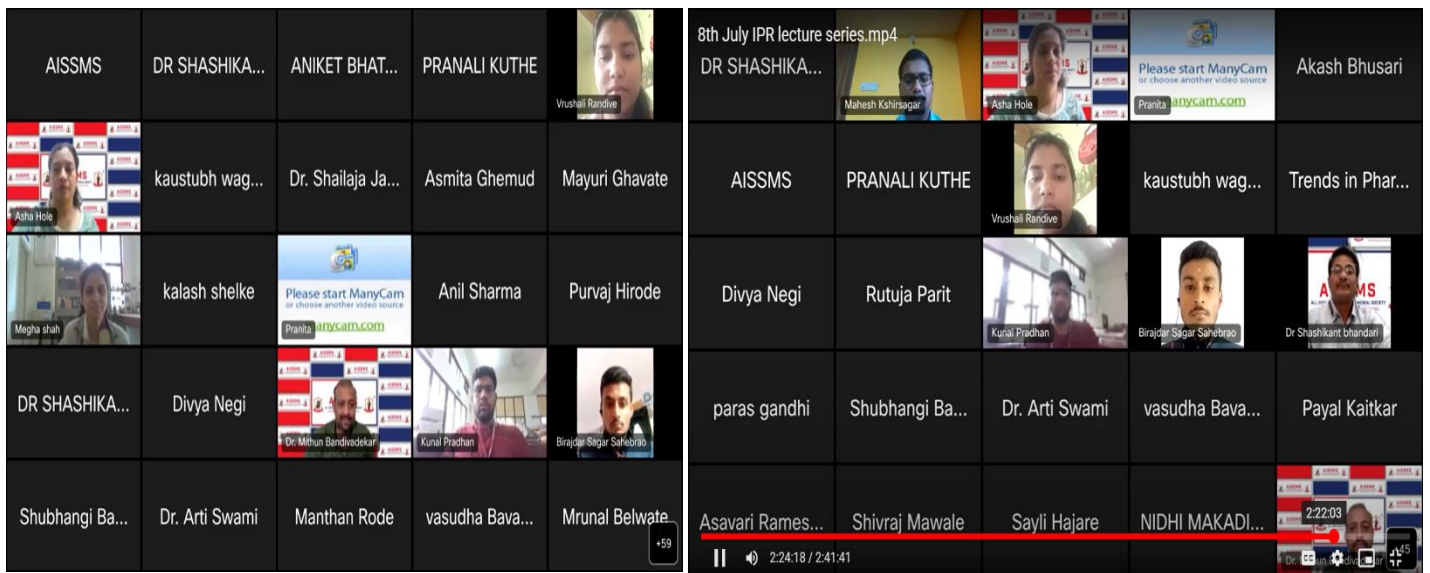 AISSMS
DR SHASHIKA...
ANIKET BHAT...
PRANALI KUTHE
Vrushali Randive
Asha Hole
kaustubh wag...
Dr. Shailaja Ja...
Asmita Ghemud
Mayuri Ghavate
Megha shah
kalash shelke
Please start ManyCam
or choose another video source
anycam.com
Pranita
Anil Sharma
Purvaj Hirode
DR SHASHIKA...
Divya Negi
Dr. Mithun Bandivadekar
Kunal Pradhan
Birajdar Sagar Sahebrao
Shubhangi Ba...
Dr. Arti Swami
Manthan Rode
vasudha Bava...
Mrunal Belwate
+59
8th July IPR lecture series.mp4
DR SHASHIKA...
Mahesh Kshirsagar
Asha Hole
Please start ManyCam
or choose another video source
anycam.com
Pranita
Akash Bhusari
AISSMS
PRANALI KUTHE
Vrushali Randive
kaustubh wag...
Trends in Phar...
Divya Negi
Rutuja Parit
Kunal Pradhan
Birajdar Sagar Sahebrao
Dr Shashikant bhandari
paras gandhi
Shubhangi Ba...
Dr. Arti Swami
vasudha Bava...
Payal Kaitkar
Asavari Rames...
Shivraj Mawale
Sayli Hajare
NIDHI MAKADI...
2:22:03
2:24:18 / 2:41:41